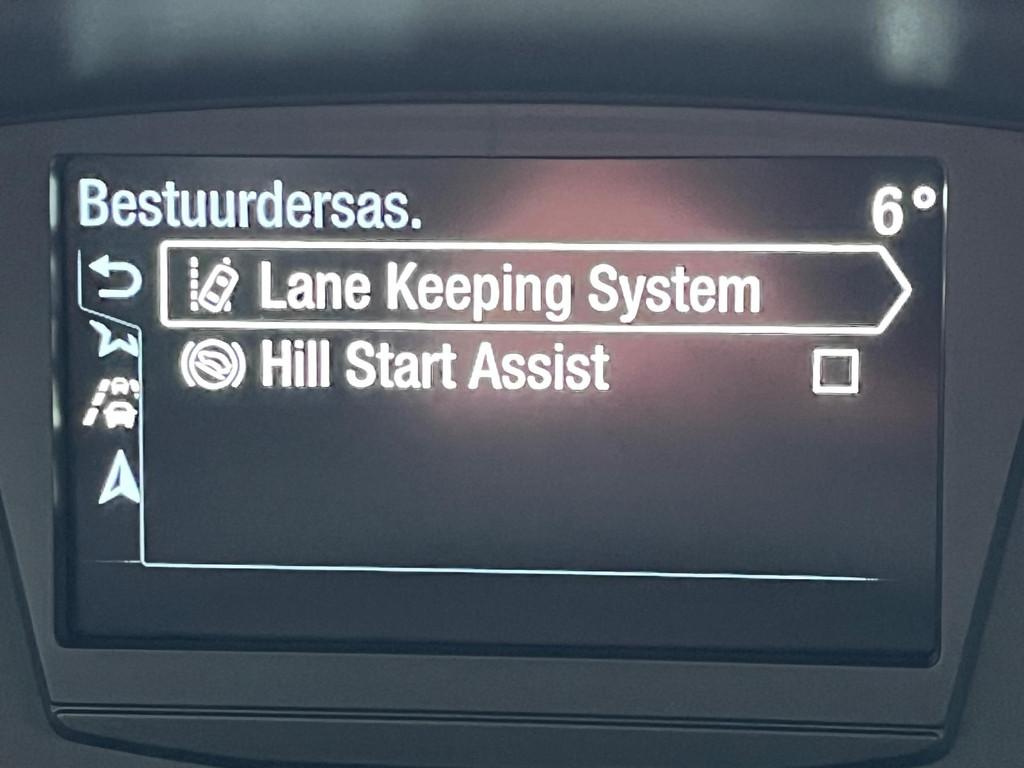 Bestuurdersas.
6°
Lane Keeping System
Hill Start Assist